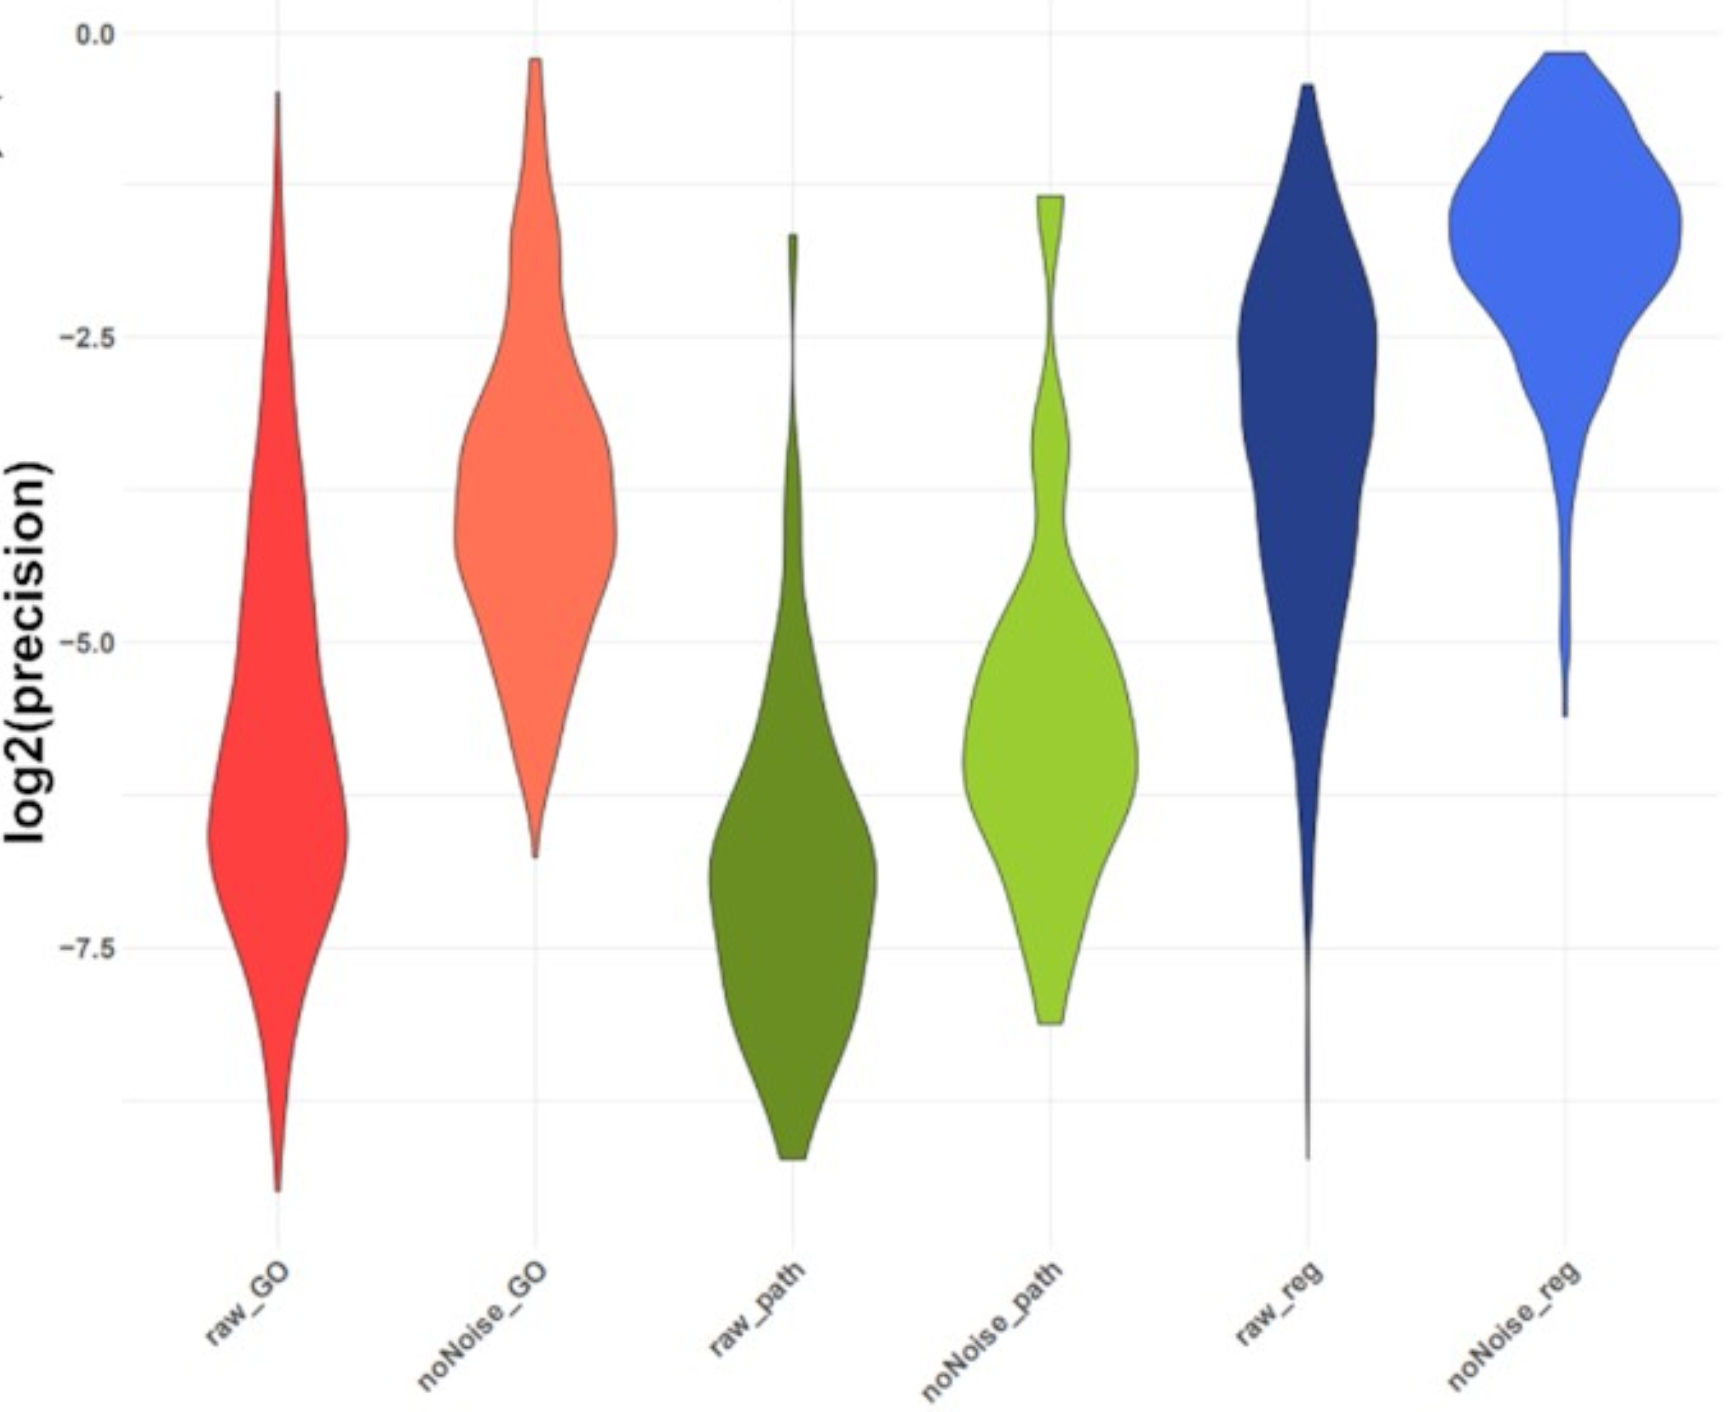 log2(precision)
0.0
−2.5
−5.0
−7.5
raw_GO
noNoise_GO
raw_path
noNoise_path
raw_reg
noNoise_reg